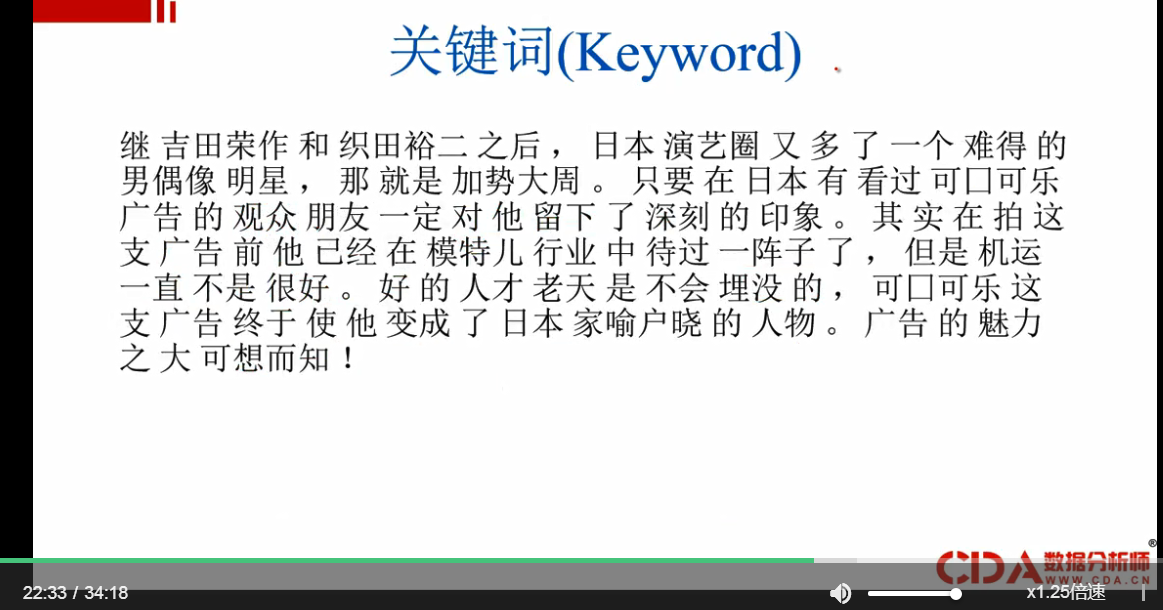 关键词(Keyword)
继 吉田荣作 和 织田裕二 之后 ， 日本 演艺圈 又 多 了 一个 难得 的
男偶像 明星 ， 那 就是 加势大周 。 只要 在 日本 有 看过 可囗可乐
广告 的 观众 朋友 一定 对 他 留下 了 深刻 的 印象 。 其 实 在 拍 这
支 广告 前 他 已经 在 模特儿 行业 中 待过 一阵子 了 ， 但是 机运
一直 不是 很好 。 好 的 人才 老天 是 不会 埋没 的 ， 可囗可乐 这
支 广告 终于 使 他 变成 了 日本 家喻户晓 的 人物 。 广告 的 魅力
之 大 可想而知 ！
CDA 数据分析师 ®
WWW.CDA.CN
22:33 / 34:18
x1.25倍速